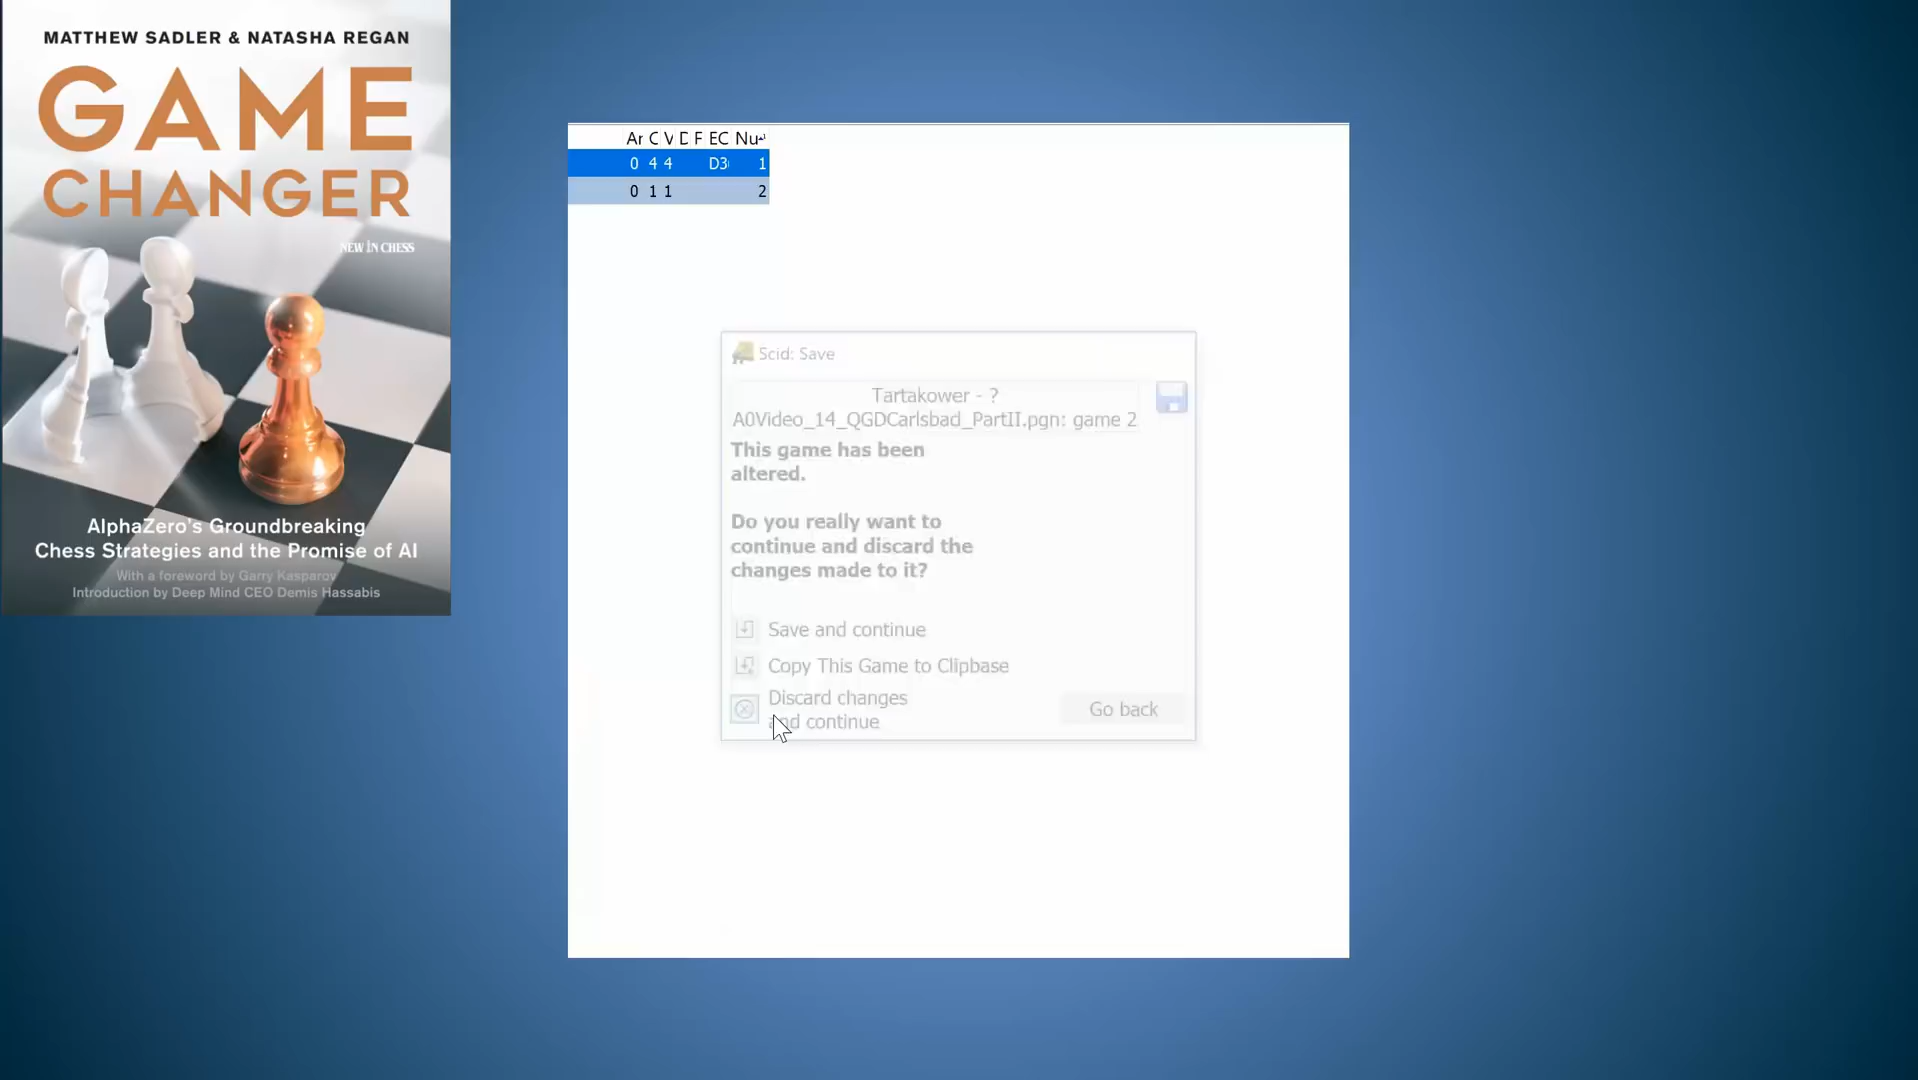 MATTHEW SADLER & NATASHA REGAN
GAME
CHANGER
NEW IN CHESS
AlphaZero's Groundbreaking
Chess Strategies and the Promise of AI
With a foreword by Garry Kasparov
Introduction by Deep Mind CEO Demis Hassabis
Ar C V D F EC Nu
0 4 4 D3 1
0 1 1 2
Scid: Save
Tartakower - ?
A0Video_14_QGDCarlsbad_PartII.pgn: game 2
This game has been
altered.
Do you really want to
continue and discard the
changes made to it?
Save and continue
Copy This Game to Clipbase
Discard changes
and continue
Go back